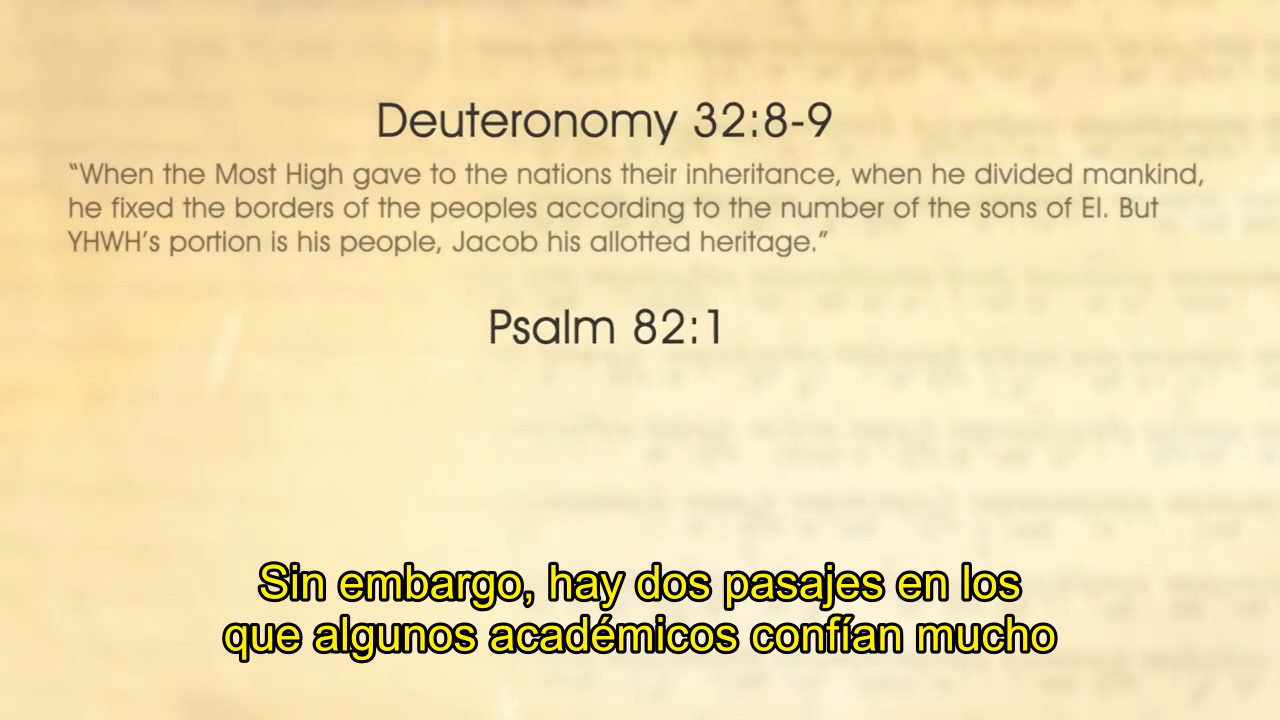 Deuteronomy 32:8-9
“When the Most High gave to the nations their inheritance, when he divided mankind,
he fixed the borders of the peoples according to the number of the sons of El. But
YHWH’s portion is his people, Jacob his allotted heritage.”
Psalm 82:1
Sin embargo, hay dos pasajes en los
que algunos académicos confían mucho